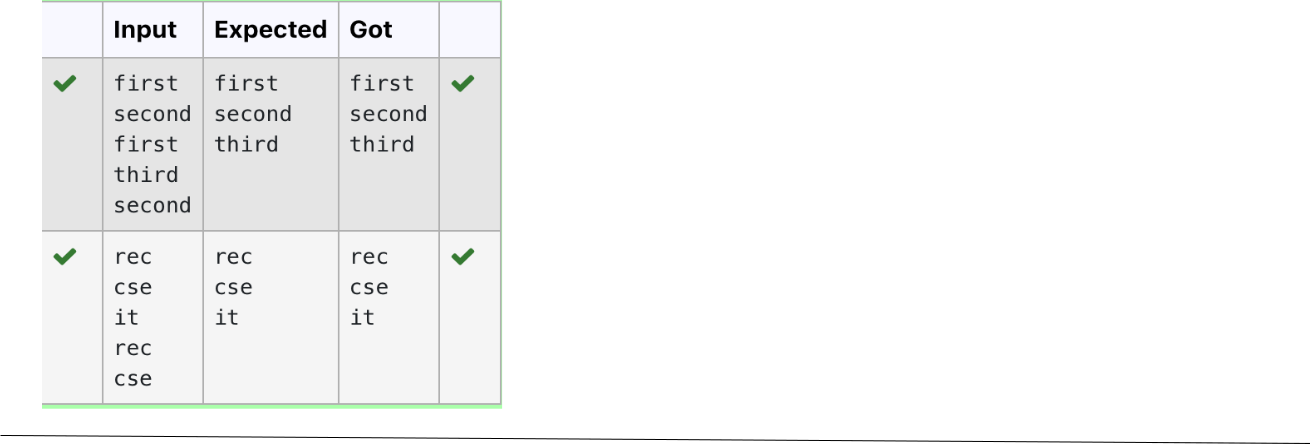 Input Expected Got
first first first
second second second
first third third
third
second
rec rec rec
cse cse cse
it it it
rec
cse